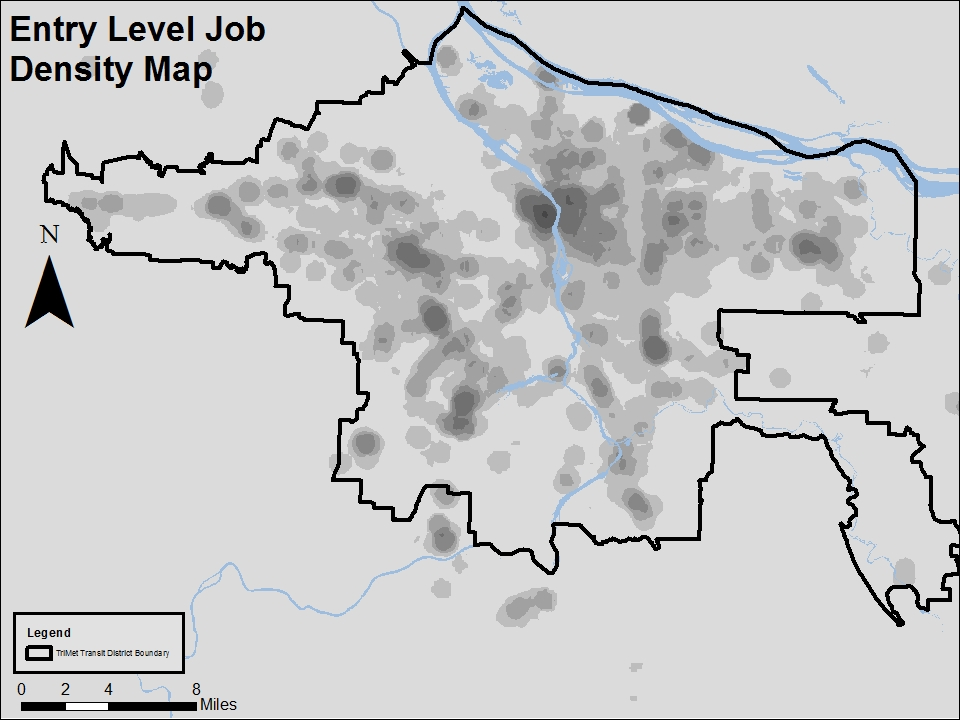 Entry Level Job
Density Map
N
Legend
TriMet Transit District Boundary
0 2 4 8
Miles